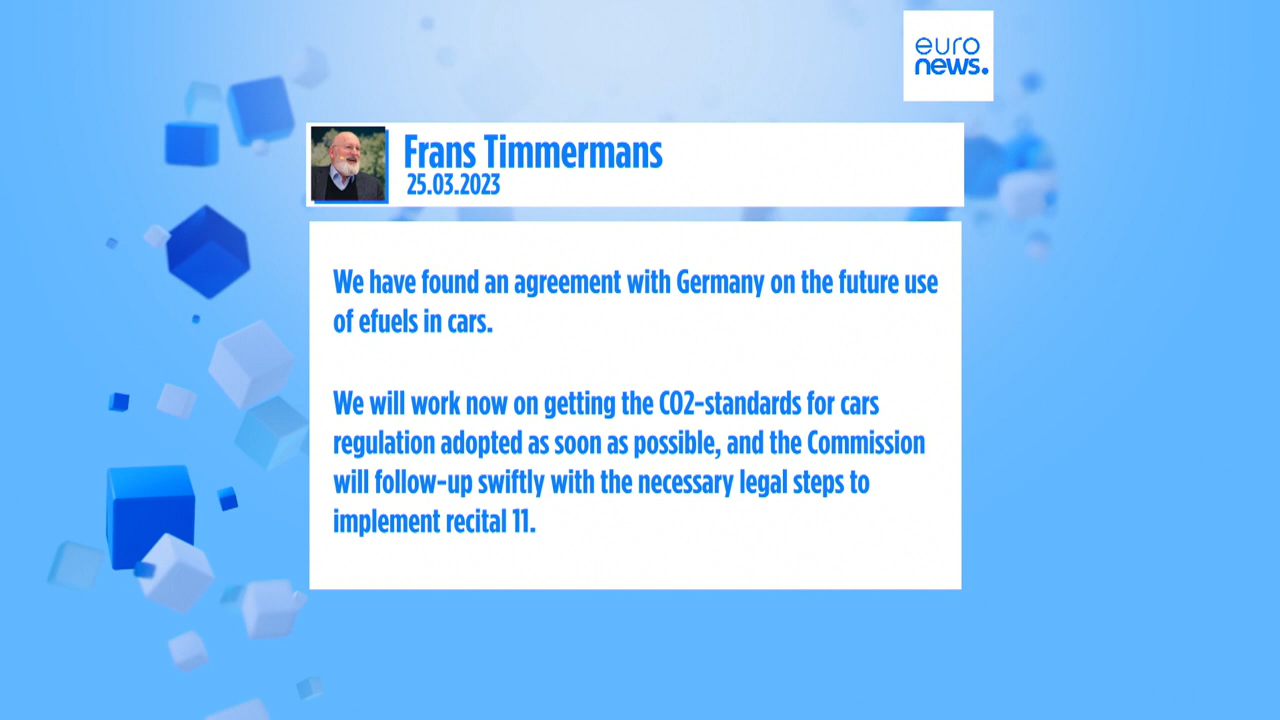 euro
news.
Frans Timmermans
25.03.2023
We have found an agreement with Germany on the future use
of efuels in cars.
We will work now on getting the CO2-standards for cars
regulation adopted as soon as possible, and the Commission
will follow-up swiftly with the necessary legal steps to
implement recital 11.